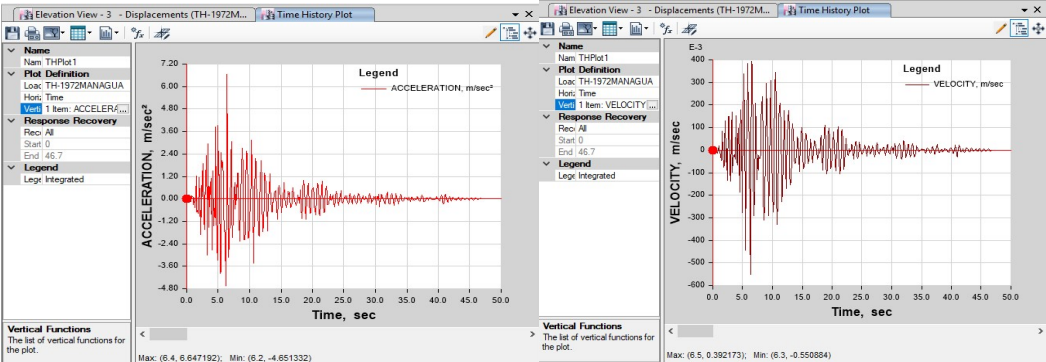 Elevation View - 3 - Displacements (TH-1972M...
Time History Plot
Name
Nam THPlot1
Plot Definition
Loac TH-1972MANAGUA
Hori: Time
Verti 1 Item: ACCELERA...
Response Recovery
Reco All
Start 0
End 46.7
Legend
Lege Integrated
Vertical Functions
The list of vertical functions for
the plot.
7.20
6.00
4.80
3.60
2.40
1.20
0.00
-1.20
-2.40
-3.60
-4.80
ACCELERATION, m/sec²
Legend
ACCELERATION, m/sec²
0.0 5.0 10.0 15.0 20.0 25.0 30.0 35.0 40.0 45.0 50.0
Time, sec
Max: (6.4, 6.647192); Min: (6.2, -4.651332)
Elevation View - 3 - Displacements (TH-1972M...
Time History Plot
Name
Nam THPlot1
Plot Definition
Loac TH-1972MANAGUA
Hori: Time
Verti 1 Item: VELOCITY ...
Response Recovery
Reco All
Start 0
End 46.7
Legend
Lege Integrated
Vertical Functions
The list of vertical functions for
the plot.
E-3
400
300
200
100
0
-100
-200
-300
-400
-500
-600
VELOCITY, m/sec
Legend
VELOCITY, m/sec
0.0 5.0 10.0 15.0 20.0 25.0 30.0 35.0 40.0 45.0 50.0
Time, sec
Max: (6.5, 0.392173); Min: (6.3, -0.550884)